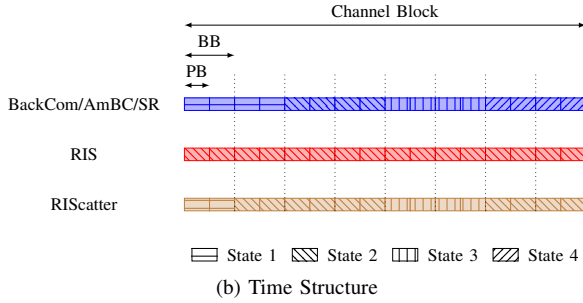 Channel Block
BB
PB
BackCom/AmBC/SR
RIS
RIScatter
State 1 State 2 State 3 State 4
(b) Time Structure